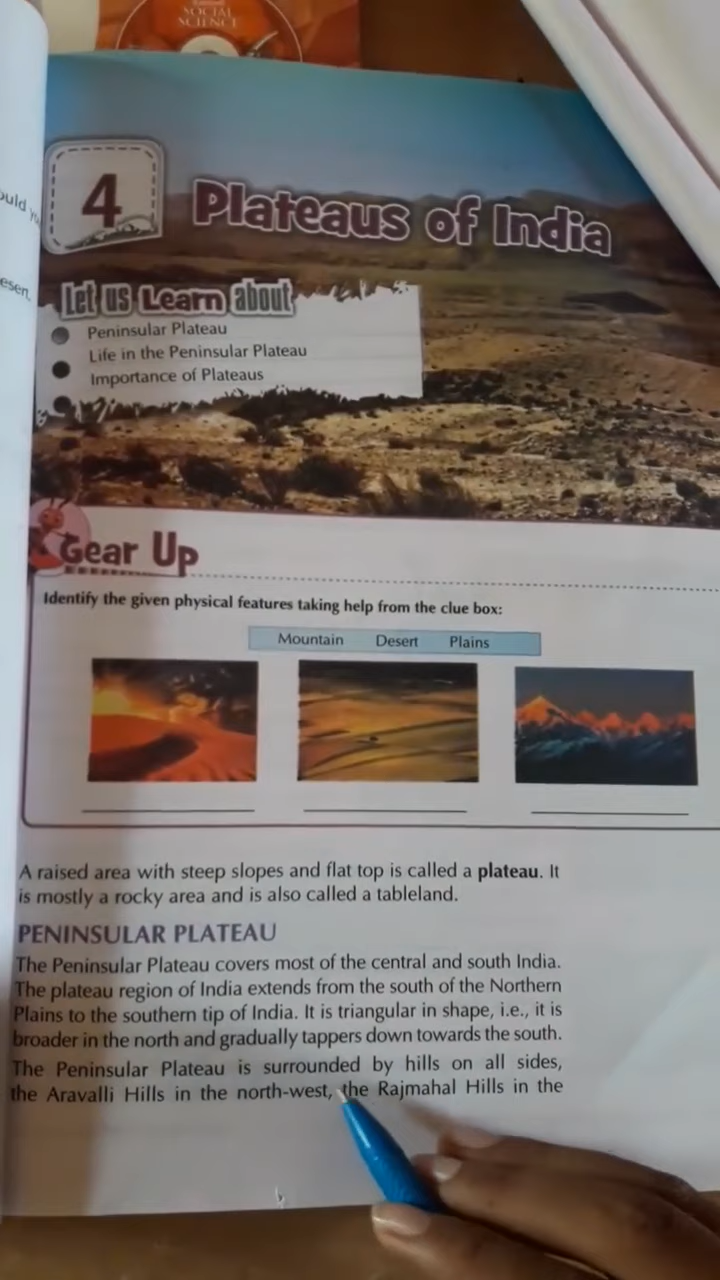 SOCIAL
SCIENCE
4
Plateaus of India
Let us Learn about
Peninsular Plateau
Life in the Peninsular Plateau
Importance of Plateaus
Gear Up
Identify the given physical features taking help from the clue box:
Mountain Desert Plains
A raised area with steep slopes and flat top is called a plateau. It
is mostly a rocky area and is also called a tableland.
PENINSULAR PLATEAU
The Peninsular Plateau covers most of the central and south India.
The plateau region of India extends from the south of the Northern
Plains to the southern tip of India. It is triangular in shape, i.e., it is
broader in the north and gradually tappers down towards the south.
The Peninsular Plateau is surrounded by hills on all sides,
the Aravalli Hills in the north-west, the Rajmahal Hills in the